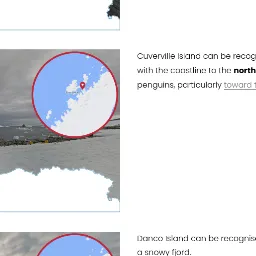 Cuverville Island can be recog
with the coastline to the north
penguins, particularly toward t
Danco Island can be recognise
a snowy fjord.